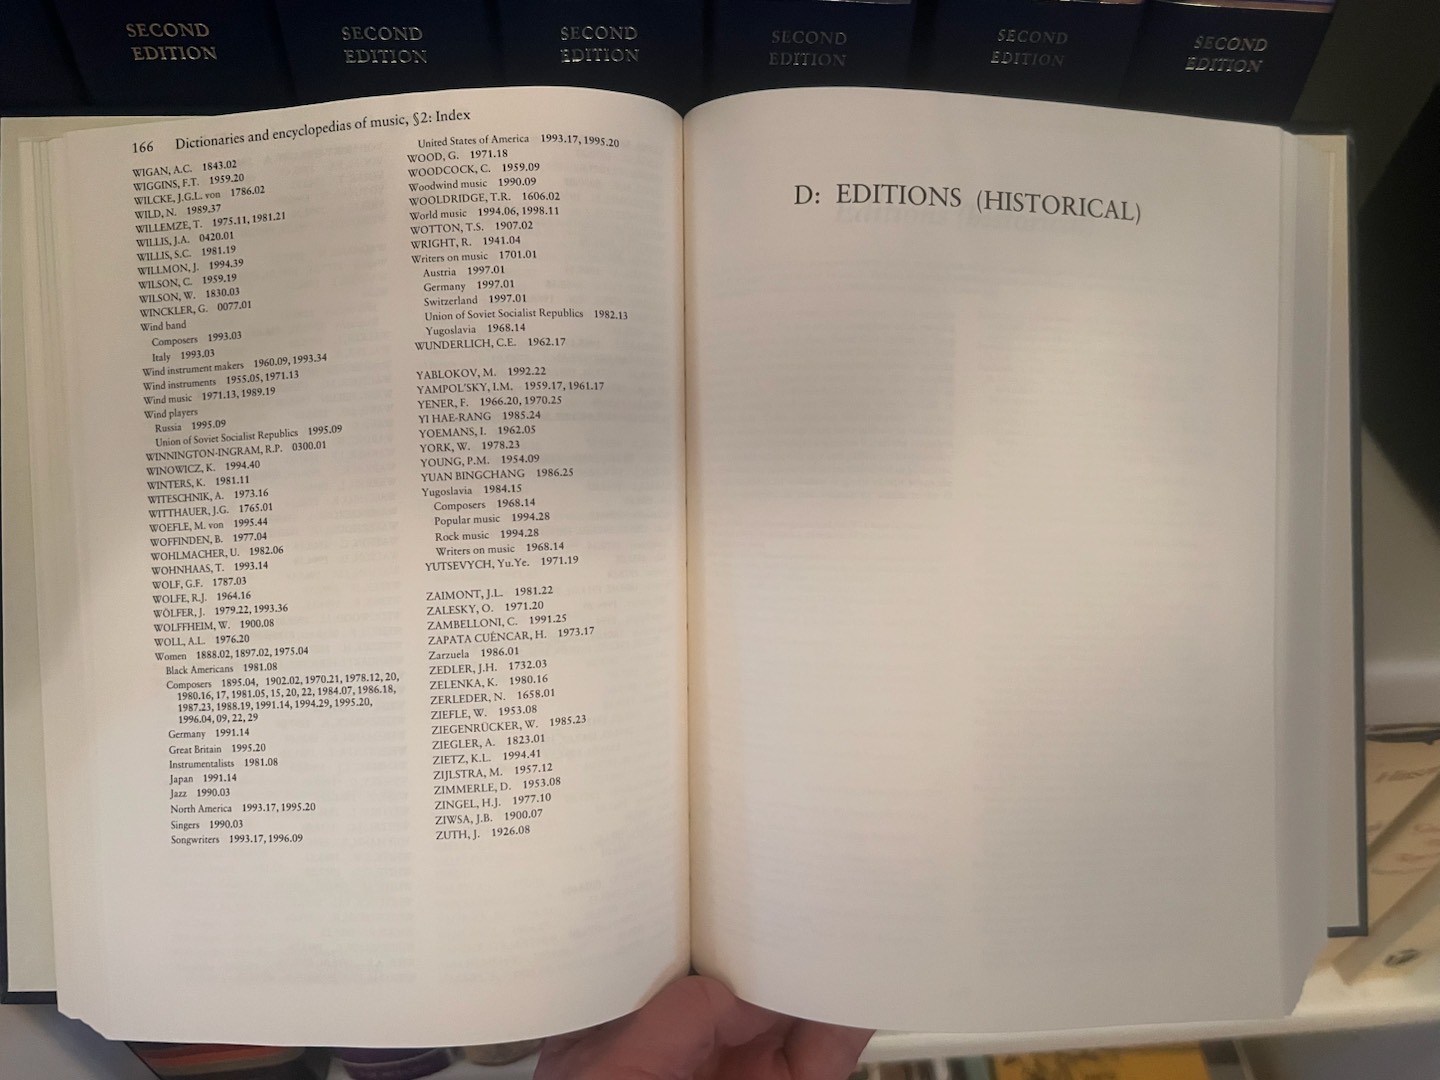 SECOND
EDITION
SECOND
EDITION
SECOND
EDITION
SECOND
EDITION
SECOND
EDITION
SECOND
EDITION
166 Dictionaries and encyclopedias of music, §2: Index
WIGAN, A.C. 1843.02
WIGGINS, F.T. 1959.20
WILCKE, J.G.L. von 1786.02
WILD, N. 1989.37
WILLEMZE, T. 1975.11, 1981.21
WILLIS, J.A. 0420.01
WILLIS, S.C. 1981.19
WILLMON, J. 1994.39
WILSON, C. 1959.19
WILSON, W. 1830.03
WINCKLER, G. 0077.01
Wind band
Composers 1993.03
Italy 1993.03
Wind instrument makers 1960.09, 1993.34
Wind instruments 1955.05, 1971.13
Wind music 1971.13, 1989.19
Wind players
Russia 1995.09
Union of Soviet Socialist Republics 1995.09
WINNINGTON-INGRAM, R.P. 0300.01
WINOWICZ, K. 1994.40
WINTERS, K. 1981.11
WITESCHNIK, A. 1973.16
WITTHAUER, J.G. 1765.01
WOEFLE, M. von 1995.44
WOFFINDEN, B. 1977.04
WOHLMACHER, U. 1982.06
WOHNHAAS, T. 1993.14
WOLF, G.F. 1787.03
WOLFE, R.J. 1964.16
WÖLFER, J. 1979.22, 1993.36
WOLFFHEIM, W. 1900.08
WOLL, A.L. 1976.20
Women 1888.02, 1897.02, 1975.04
Black Americans 1981.08
Composers 1895.04, 1902.02, 1970.21, 1978.12, 20,
1980.16, 17, 1981.05, 15, 20, 22, 1984.07, 1986.18,
1987.23, 1988.19, 1991.14, 1994.29, 1995.20,
1996.04, 09, 22, 29
Germany 1991.14
Great Britain 1995.20
Instrumentalists 1981.08
Japan 1991.14
Jazz 1990.03
North America 1993.17, 1995.20
Singers 1990.03
Songwriters 1993.17, 1996.09
United States of America 1993.17, 1995.20
WOOD, G. 1971.18
WOODCOCK, C. 1959.09
Woodwind music 1990.09
WOOLDRIDGE, T.R. 1606.02
World music 1994.06, 1998.11
WOTTON, T.S. 1907.02
WRIGHT, R. 1941.04
Writers on music 1701.01
Austria 1997.01
Germany 1997.01
Switzerland 1997.01
Union of Soviet Socialist Republics 1982.13
Yugoslavia 1968.14
WUNDERLICH, C.E. 1962.17
YABLOKOV, M. 1992.22
YAMPOL'SKY, I.M. 1959.17, 1961.17
YENER, F. 1966.20, 1970.25
YI HAE-RANG 1985.24
YOEMANS, I. 1962.05
YORK, W. 1978.23
YOUNG, P.M. 1954.09
YUAN BINGCHANG 1986.25
Yugoslavia 1984.15
Composers 1968.14
Popular music 1994.28
Rock music 1994.28
Writers on music 1968.14
YUTSEVYCH, Yu.Ye. 1971.19
ZAIMONT, J.L. 1981.22
ZALESKY, O. 1971.20
ZAMBELLONI, C. 1991.25
ZAPATA CUÉNCAR, H. 1973.17
Zarzuela 1986.01
ZEDLER, J.H. 1732.03
ZELENKA, K. 1980.16
ZERLEDER, N. 1658.01
ZIEFLE, W. 1953.08
ZIEGENRÜCKER, W. 1985.23
ZIEGLER, A. 1823.01
ZIETZ, K.L. 1994.41
ZIJLSTRA, M. 1957.12
ZIMMERLE, D. 1953.08
ZINGEL, H.J. 1977.10
ZIWSA, J.B. 1900.07
ZUTH, J. 1926.08
D: EDITIONS (HISTORICAL)